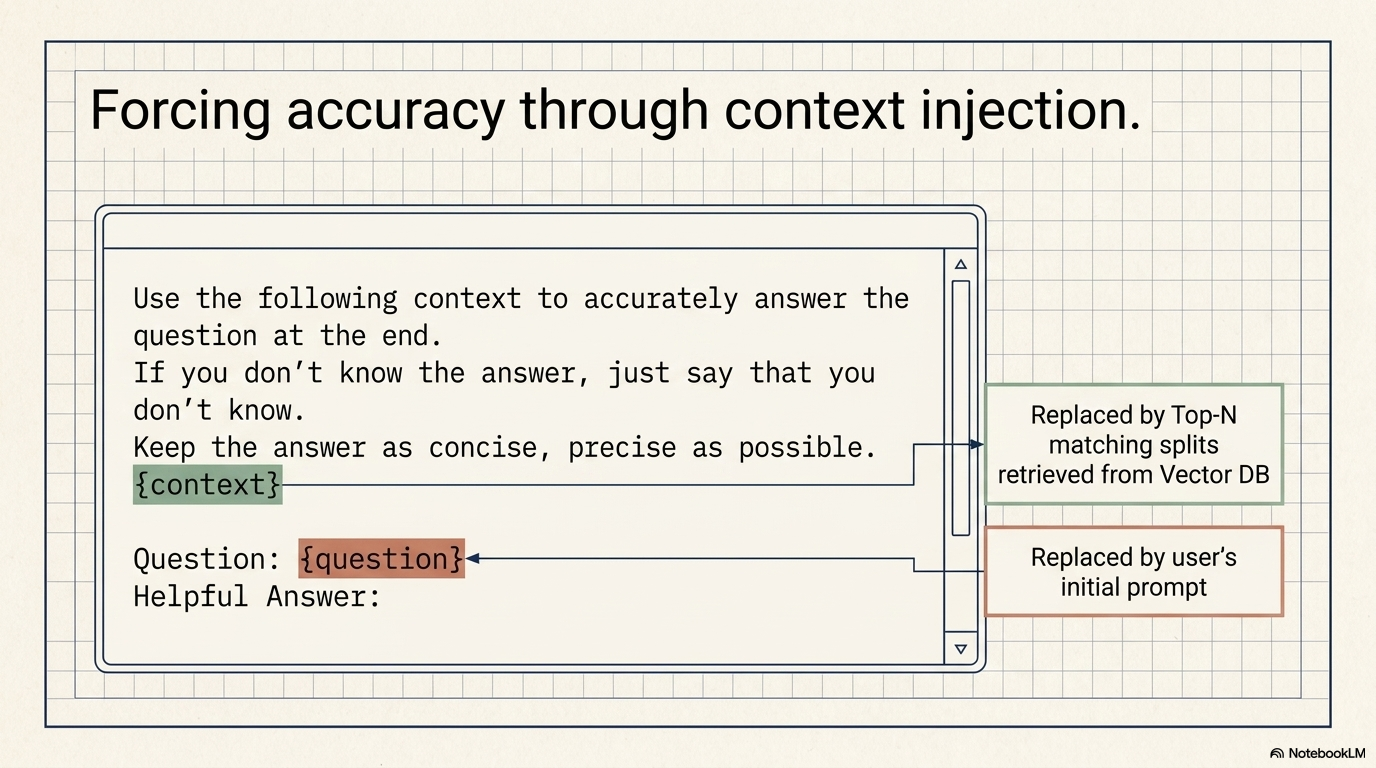 Forcing accuracy through context injection.
Use the following context to accurately answer the
question at the end.
If you don’t know the answer, just say that you
don’t know.
Keep the answer as concise, precise as possible.
{context}
Question: {question}
Helpful Answer:
Replaced by Top-N
matching splits
retrieved from Vector DB
Replaced by user’s
initial prompt
NotebookLM